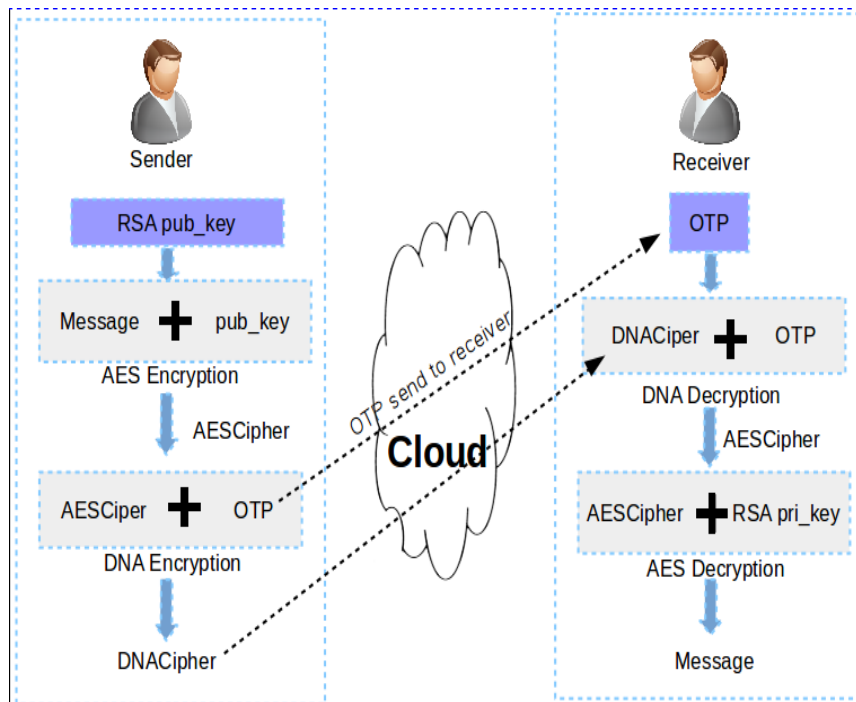 Sender
RSA pub_key
Message + pub_key
AES Encryption
AESCipher
AESCiper + OTP
DNA Encryption
DNACipher
OTP send to receiver
Cloud
Receiver
OTP
DNACiper + OTP
DNA Decryption
AESCipher
AESCipher + RSA pri_key
AES Decryption
Message